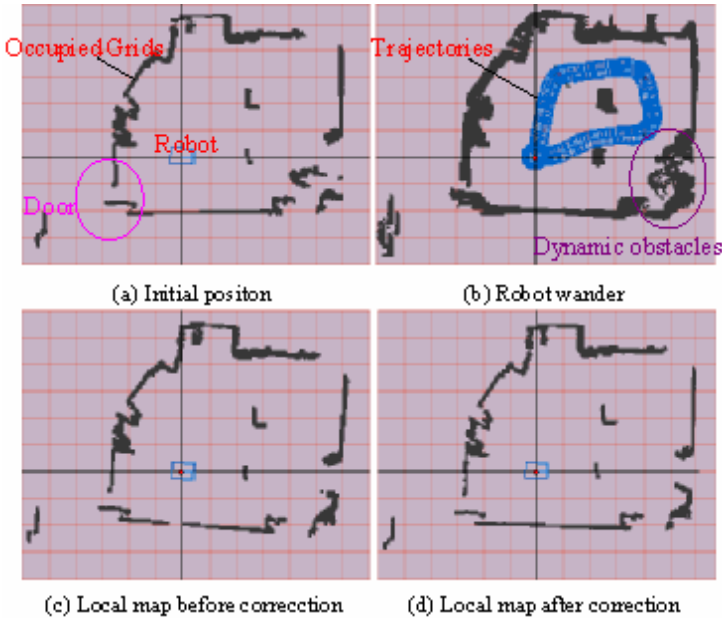 Occupied Grids
Trajectories
Robot
Door
Dynamic obstacles
(a) Initial positon
(b) Robot wander
(c) Local map before correcction
(d) Local map after correction